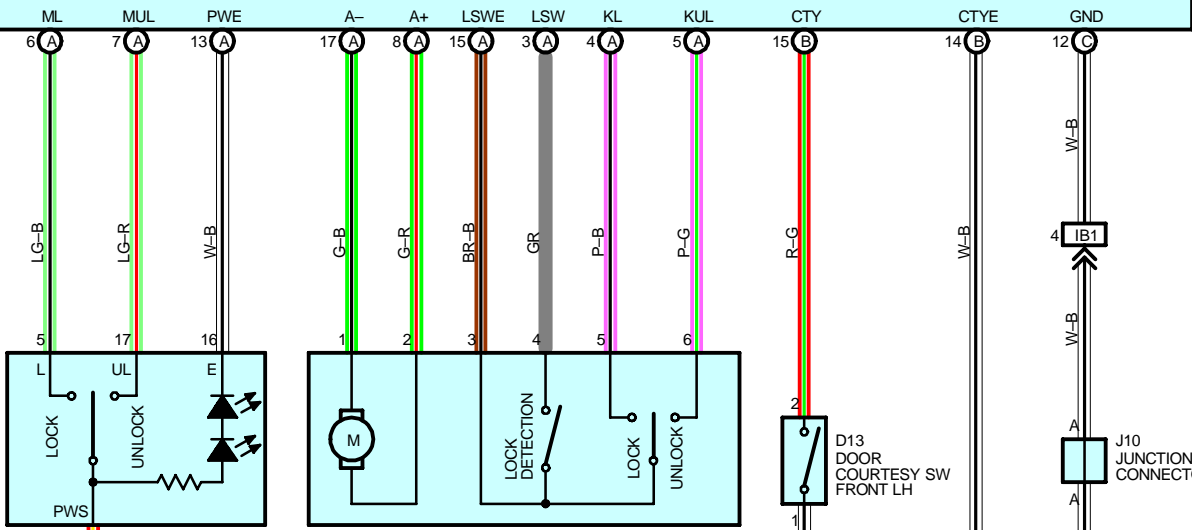 ML MUL PWE A– A+ LSWE LSW KL KUL CTY CTYE GND
6 A 7 A 13 A 17 A 8 A 15 A 3 A 4 A 5 A 15 B 14 B 12 C
W–B
LG–B LG–R W–B G–B G–R BR–B GR P–B P–G R–G W–B
4 IB1
W–B
5 17 16 1 2 3 4 5 6
L UL E
LOCK UNLOCK
M
LOCK
DETECTION
LOCK UNLOCK
PWS
2
D13
DOOR
COURTESY SW
FRONT LH
1
A
J10
JUNCTION
CONNECTO
A